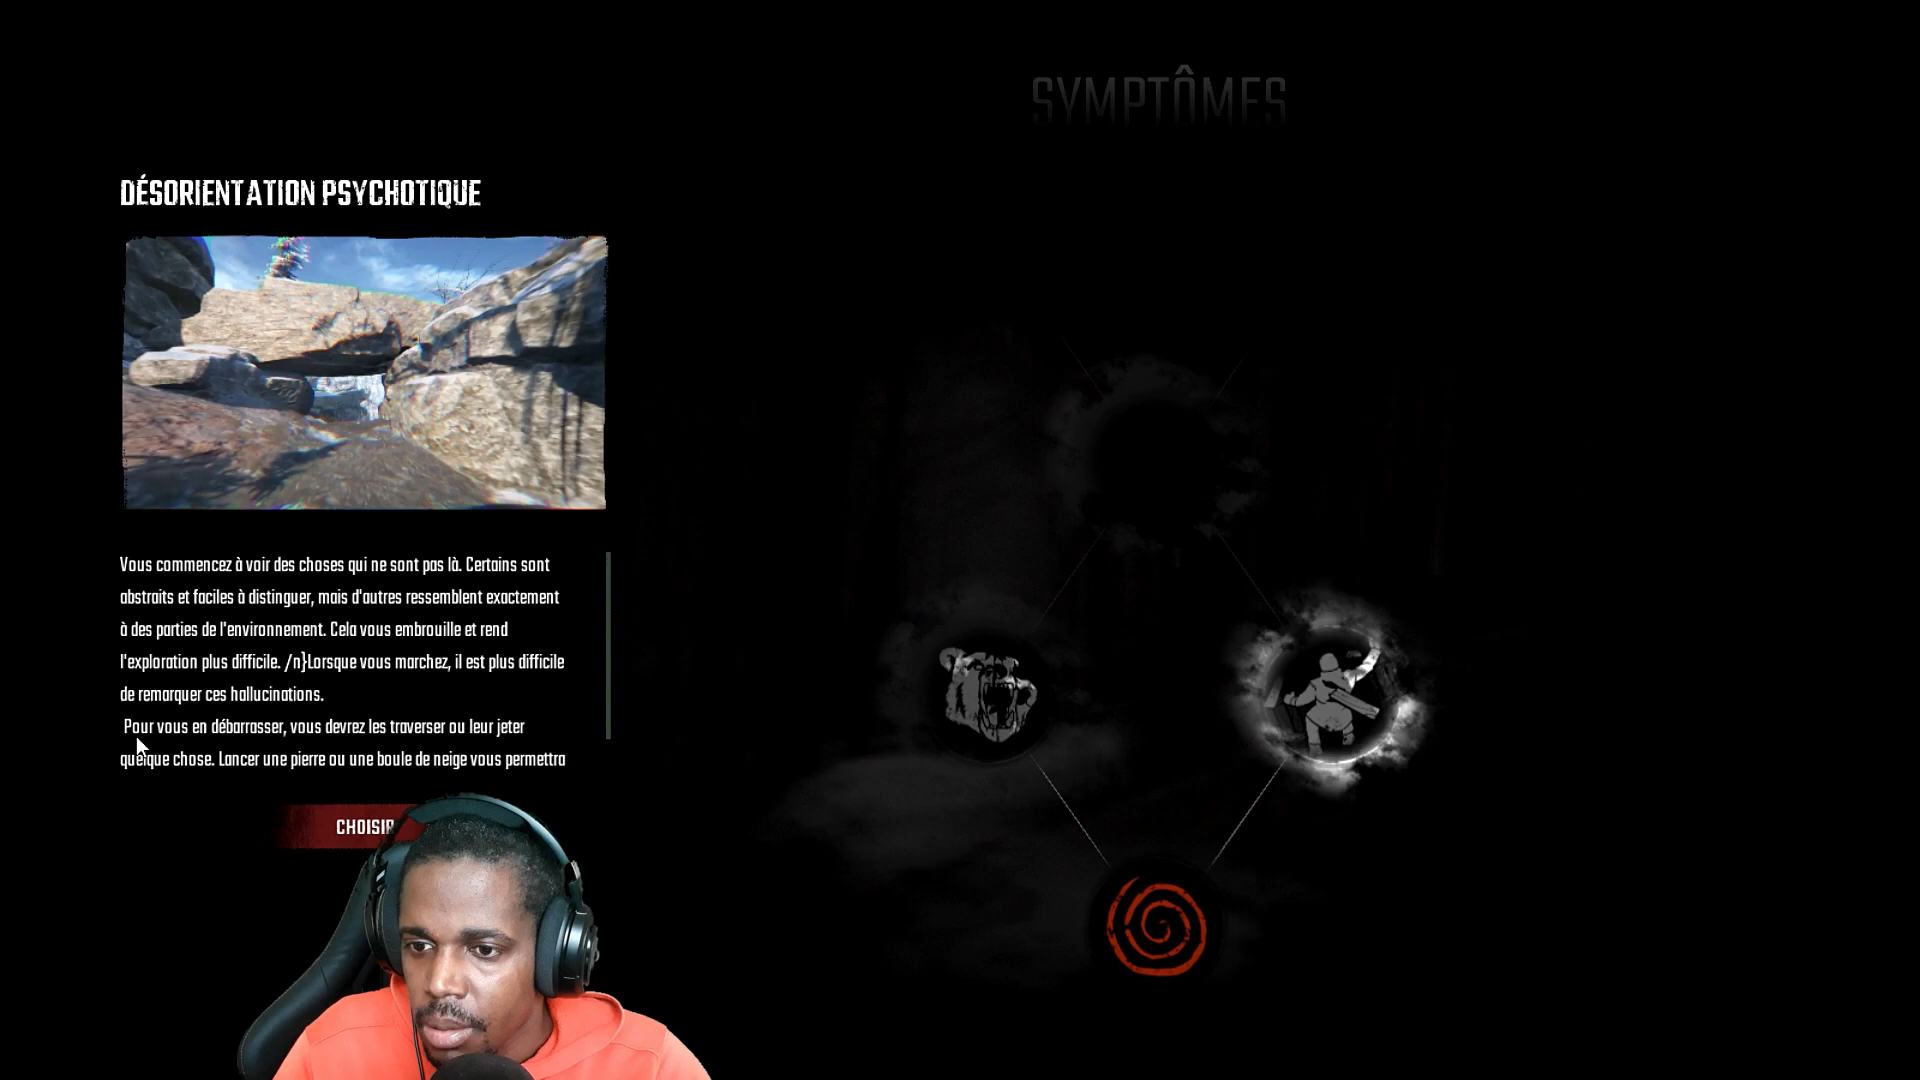 SYMPTÔMES
DÉSORIENTATION PSYCHOTIQUE
Vous commencez à voir des choses qui ne sont pas là. Certains sont
abstraits et faciles à distinguer, mais d'autres ressemblent exactement
à des parties de l'environnement. Cela vous embrouille et rend
l'exploration plus difficile. /n}Lorsque vous marchez, il est plus difficile
de remarquer ces hallucinations.
Pour vous en débarrasser, vous devrez les traverser ou leur jeter
quelque chose. Lancer une pierre ou une boule de neige vous permettra
CHOISIR